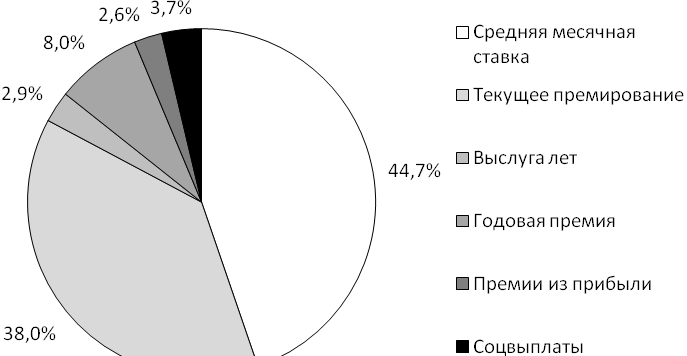 2,6%
3,7%
8,0%
2,9%
44,7%
38,0%
Средняя месячная
ставка
Текущее премирование
Выслуга лет
Годовая премия
Премии из прибыли
Соцвыплаты